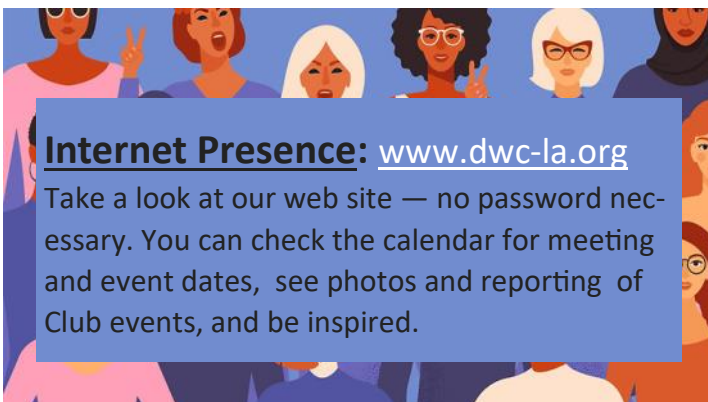 Internet Presence: www.dwc-la.org
Take a look at our web site — no password nec-
essary. You can check the calendar for meeting
and event dates,  see photos and reporting  of
Club events, and be inspired.